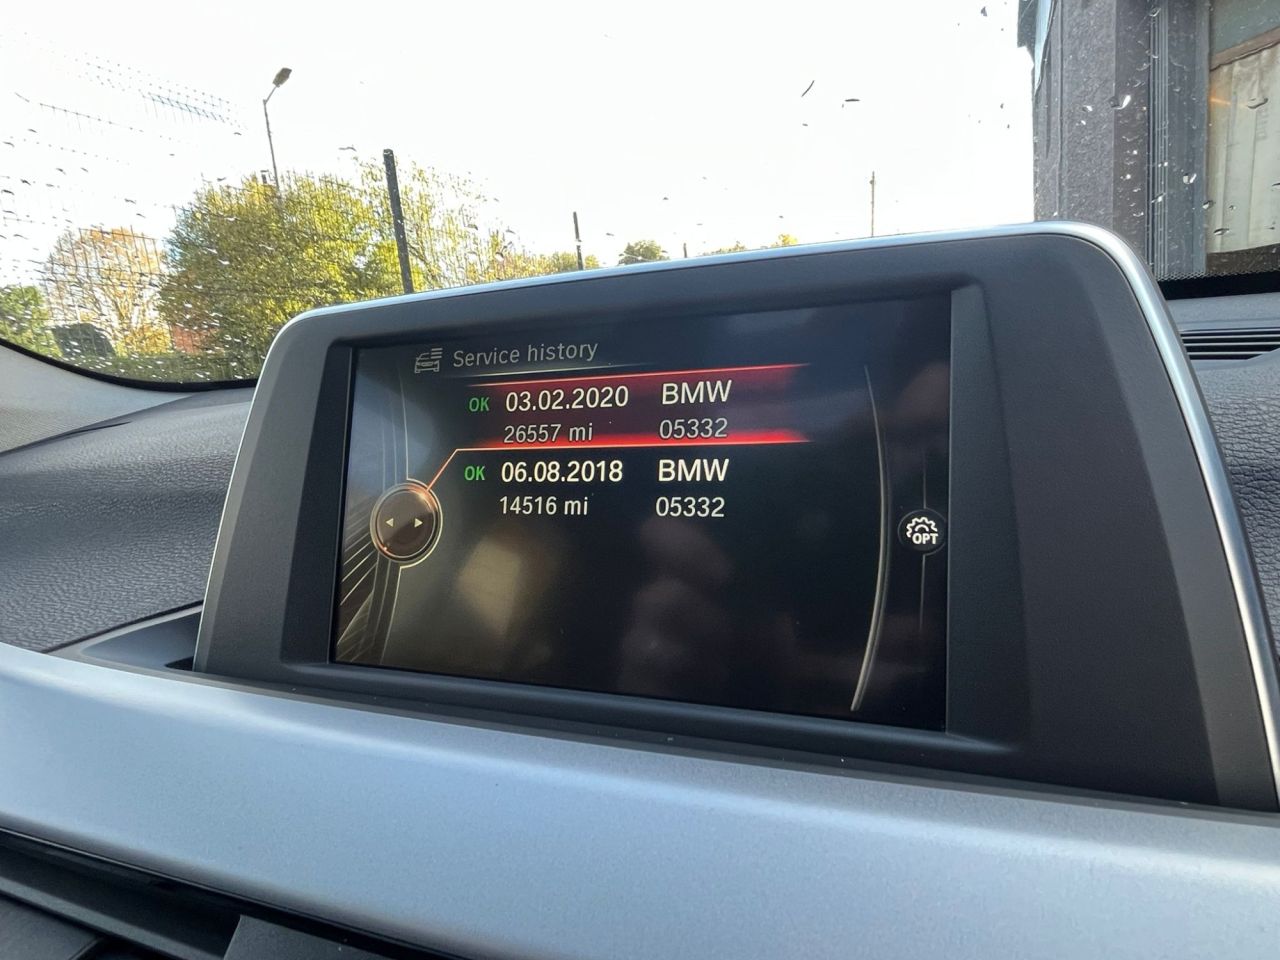 Service history
OK 03.02.2020 BMW
26557 mi 05332
OK 06.08.2018 BMW
14516 mi 05332
OPT